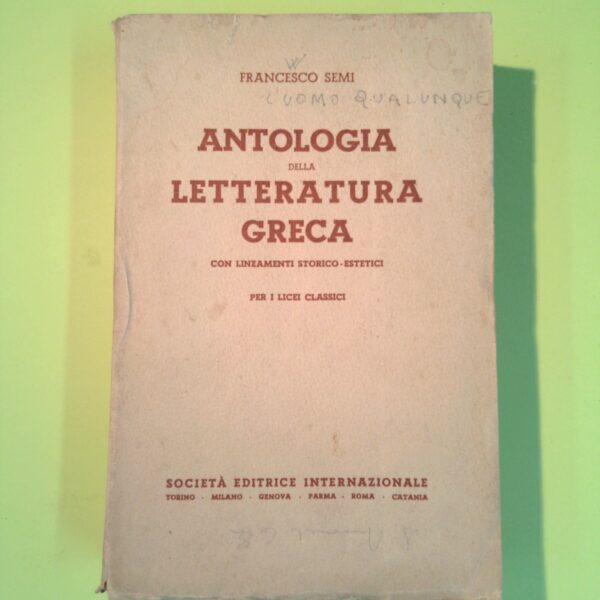 W
FRANCESCO SEMI
L'UOMO QUALUNQUE
ANTOLOGIA
DELLA
LETTERATURA
GRECA
CON LINEAMENTI STORICO-ESTETICI
PER I LICEI CLASSICI
SOCIETÀ EDITRICE INTERNAZIONALE
TORINO · MILANO · GENOVA · PARMA · ROMA · CATANIA